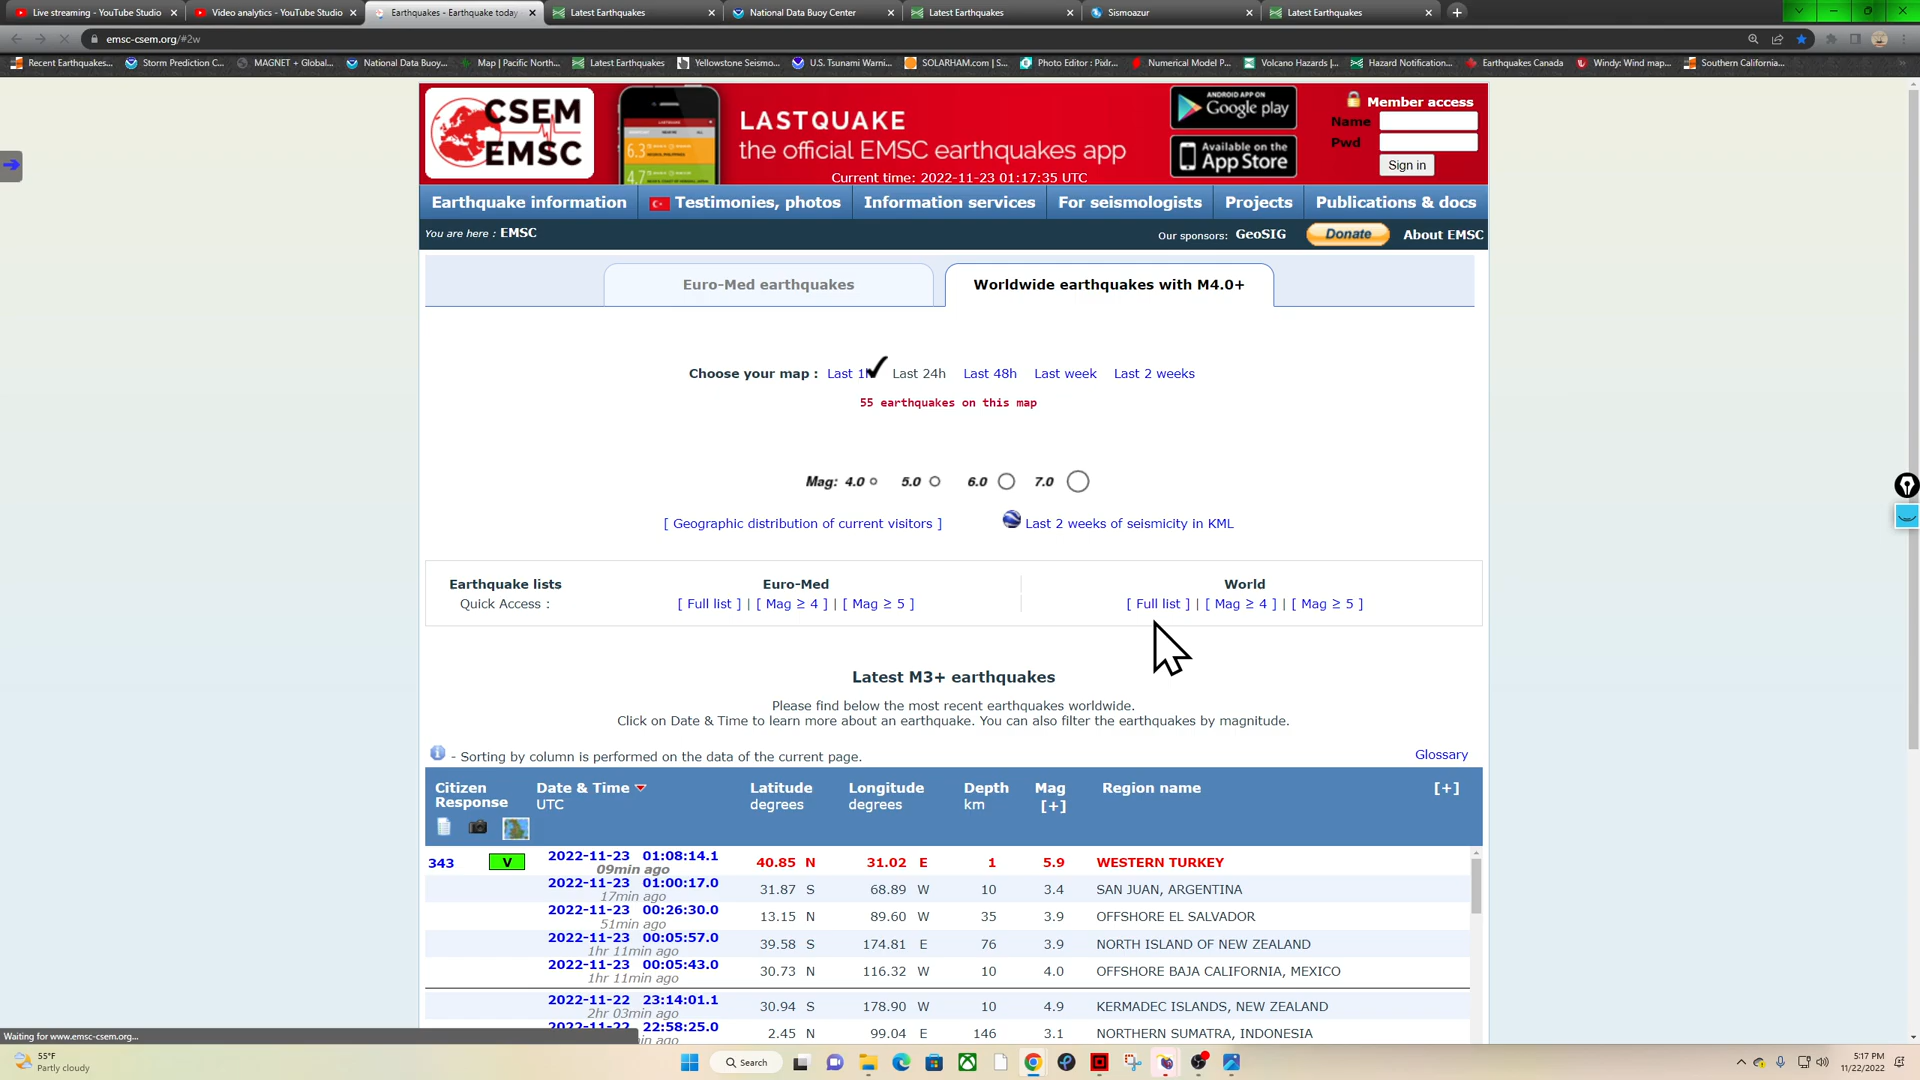 Live streaming - YouTube Studio
Video analytics - YouTube Studio
Earthquakes - Earthquake today
Latest Earthquakes
National Data Buoy Center
Latest Earthquakes
Sismoazur
Latest Earthquakes
emsc-csem.org/#2w
Recent Earthquakes...
Storm Prediction C...
MAGNET + Global...
National Data Buoy...
Map | Pacific North...
Latest Earthquakes
Yellowstone Seismo...
U.S. Tsunami Warni...
SOLARHAM.com | S...
Photo Editor : Pixlr...
Numerical Model P...
Volcano Hazards |...
Hazard Notification...
Earthquakes Canada
Windy: Wind map...
Southern California...
CSEM
EMSC
6.3
4.7
LASTQUAKE
the official EMSC earthquakes app
Current time: 2022-11-23 01:17:35 UTC
ANDROID APP ON
Google play
Available on the
App Store
Member access
Name
Pwd
Sign in
Earthquake information
Testimonies, photos
Information services
For seismologists
Projects
Publications & docs
You are here : EMSC
Our sponsors: GeoSIG
Donate
About EMSC
Euro-Med earthquakes
Worldwide earthquakes with M4.0+
Choose your map : Last 1h Last 24h Last 48h Last week Last 2 weeks
55 earthquakes on this map
Mag: 4.0 5.0 6.0 7.0
[ Geographic distribution of current visitors ]
Last 2 weeks of seismicity in KML
Earthquake lists Euro-Med World
Quick Access : [ Full list ] | [ Mag ≥ 4 ] | [ Mag ≥ 5 ] [ Full list ] | [ Mag ≥ 4 ] | [ Mag ≥ 5 ]
Latest M3+ earthquakes
Please find below the most recent earthquakes worldwide.
Click on Date & Time to learn more about an earthquake. You can also filter the earthquakes by magnitude.
- Sorting by column is performed on the data of the current page.
Glossary
Citizen Response Date & Time UTC Latitude degrees Longitude degrees Depth km Mag [+] Region name [+]
343 V 2022-11-23 01:08:14.1 40.85 N 31.02 E 1 5.9 WESTERN TURKEY
09min ago
2022-11-23 01:00:17.0 31.87 S 68.89 W 10 3.4 SAN JUAN, ARGENTINA
17min ago
2022-11-23 00:26:30.0 13.15 N 89.60 W 35 3.9 OFFSHORE EL SALVADOR
51min ago
2022-11-23 00:05:57.0 39.58 S 174.81 E 76 3.9 NORTH ISLAND OF NEW ZEALAND
1hr 11min ago
2022-11-23 00:05:43.0 30.73 N 116.32 W 10 4.0 OFFSHORE BAJA CALIFORNIA, MEXICO
1hr 11min ago
2022-11-22 23:14:01.1 30.94 S 178.90 W 10 4.9 KERMADEC ISLANDS, NEW ZEALAND
2hr 03min ago
2022-11-22 22:58:25.0 2.45 N 99.04 E 146 3.1 NORTHERN SUMATRA, INDONESIA
Waiting for www.emsc-csem.org...
55°F
Partly cloudy
Search
5:17 PM
11/22/2022